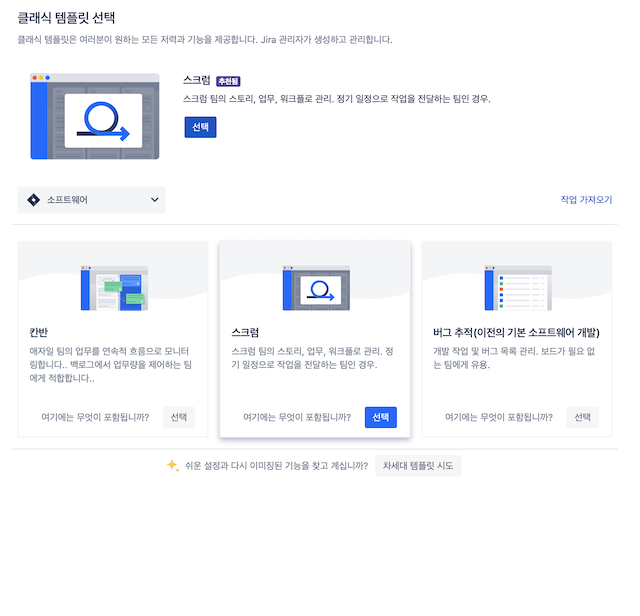 클래식 템플릿 선택
클래식 템플릿은 여러분이 원하는 모든 저력과 기능을 제공합니다. Jira 관리자가 생성하고 관리합니다.
스크럼 추천됨
스크럼 팀의 스토리, 업무, 워크플로 관리. 정기 일정으로 작업을 전달하는 팀인 경우.
선택
소프트웨어
작업 가져오기
칸반
애자일 팀의 업무를 연속적 흐름으로 모니터
링합니다.. 백로그에서 업무량을 제어하는 팀
에게 적합합니다..
여기에는 무엇이 포함됩니까? 선택
스크럼
스크럼 팀의 스토리, 업무, 워크플로 관리. 정
기 일정으로 작업을 전달하는 팀인 경우.
여기에는 무엇이 포함됩니까? 선택
버그 추적(이전의 기본 소프트웨어 개발)
개발 작업 및 버그 목록 관리. 보드가 필요 없
는 팀에게 유용.
여기에는 무엇이 포함됩니까? 선택
쉬운 설정과 다시 이미징된 기능을 찾고 계십니까? 차세대 템플릿 시도